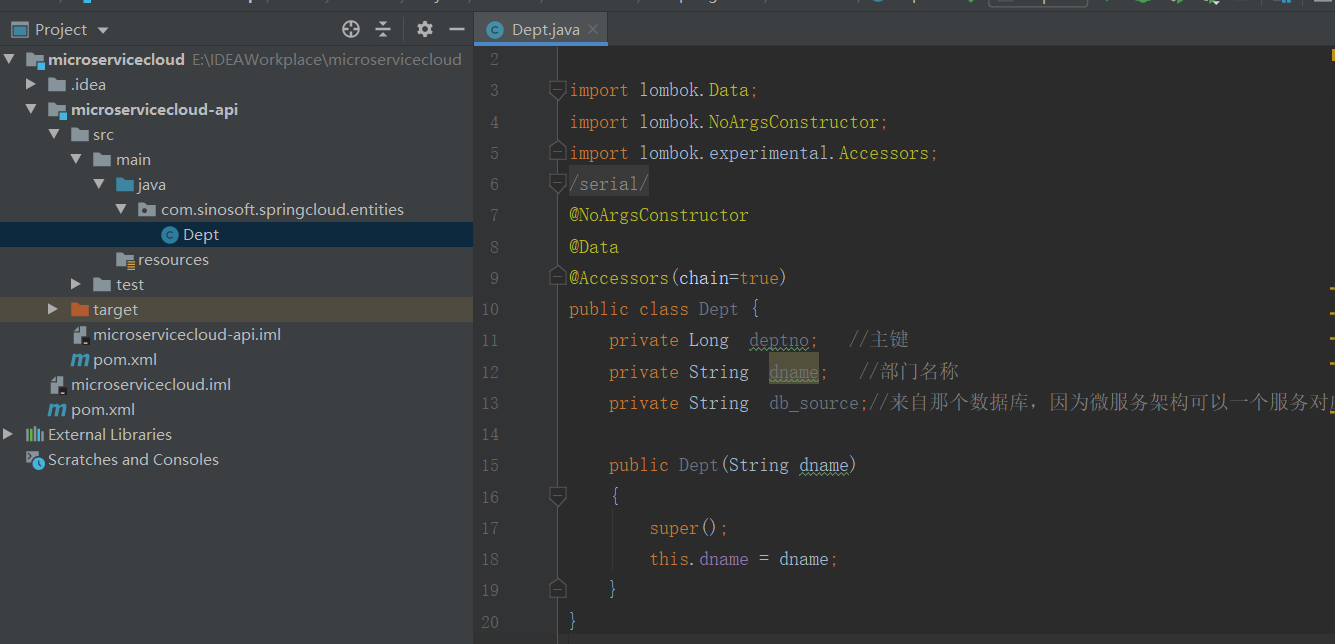 Project
microservicecloud E:\IDEAWorkplace\microservicecloud
.idea
microservicecloud-api
src
main
java
com.sinosoft.springcloud.entities
Dept
resources
test
target
microservicecloud-api.iml
pom.xml
microservicecloud.iml
pom.xml
External Libraries
Scratches and Consoles
Dept.java
2
3 import lombok.Data;
4 import lombok.NoArgsConstructor;
5 import lombok.experimental.Accessors;
6 /serial/
7 @NoArgsConstructor
8 @Data
9 @Accessors(chain=true)
10 public class Dept {
11 private Long deptno; //主键
12 private String dname; //部门名称
13 private String db_source;//来自那个数据库，因为微服务架构可以一个服务对
14
15 public Dept(String dname)
16 {
17 super();
18 this.dname = dname;
19 }
20 }